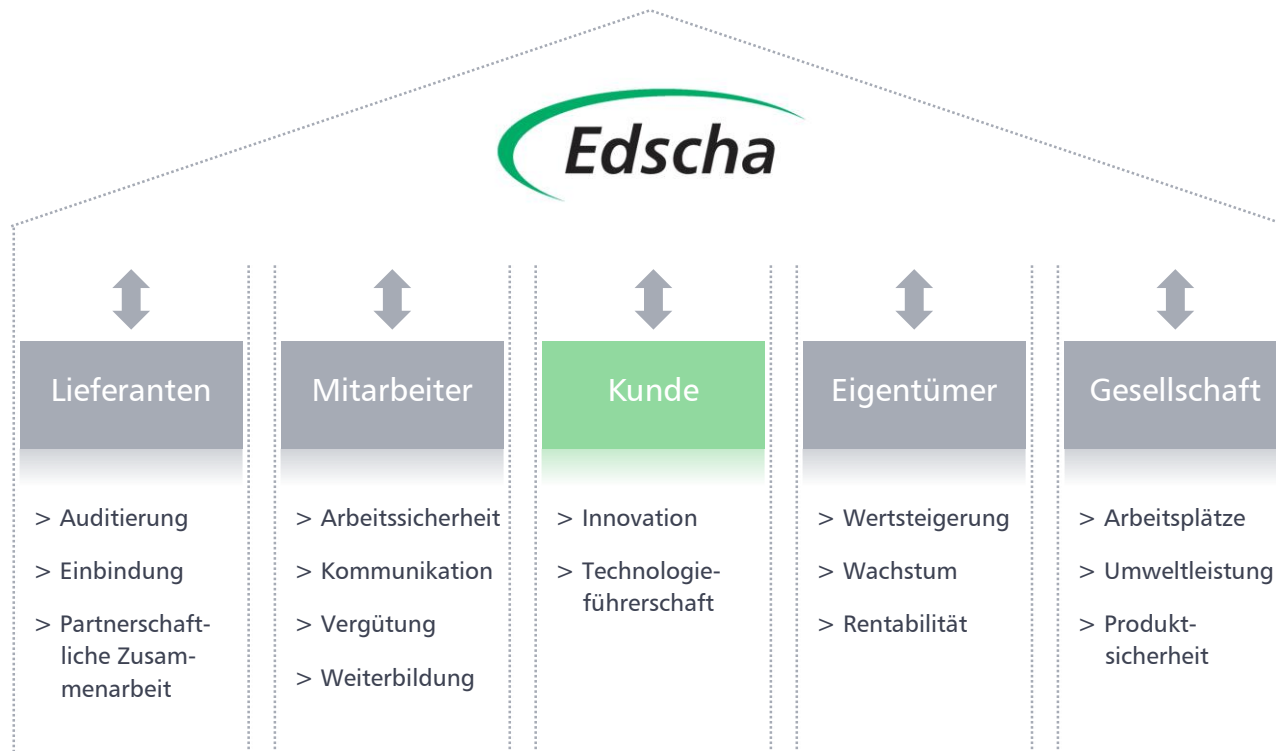 Edscha
Lieferanten
> Auditierung
> Einbindung
> Partnerschaft-
liche Zusam-
menarbeit
Mitarbeiter
> Arbeitssicherheit
> Kommunikation
> Vergütung
> Weiterbildung
Kunde
> Innovation
> Technologie-
führerschaft
Eigentümer
> Wertsteigerung
> Wachstum
> Rentabilität
Gesellschaft
> Arbeitsplätze
> Umweltleistung
> Produkt-
sicherheit